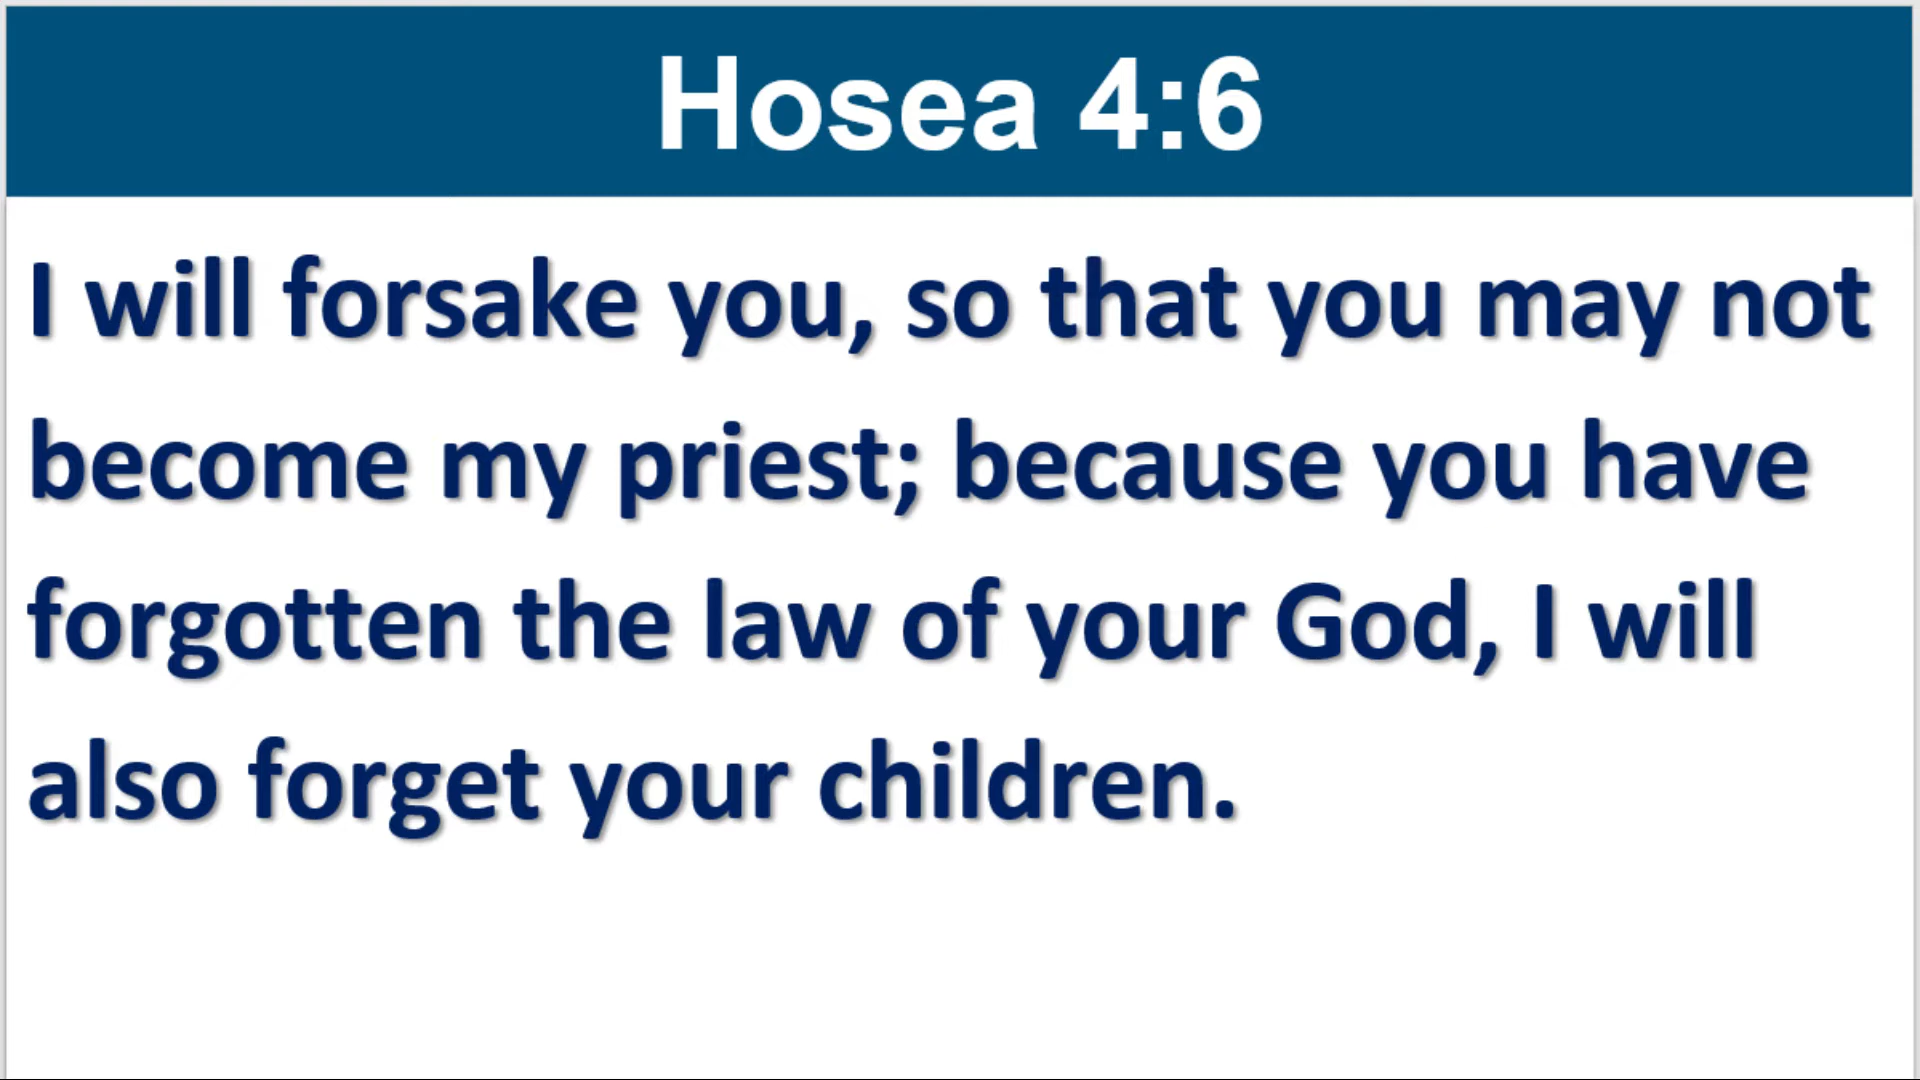 Hosea 4:6
I will forsake you, so that you may not
become my priest; because you have
forgotten the law of your God, I will
also forget your children.